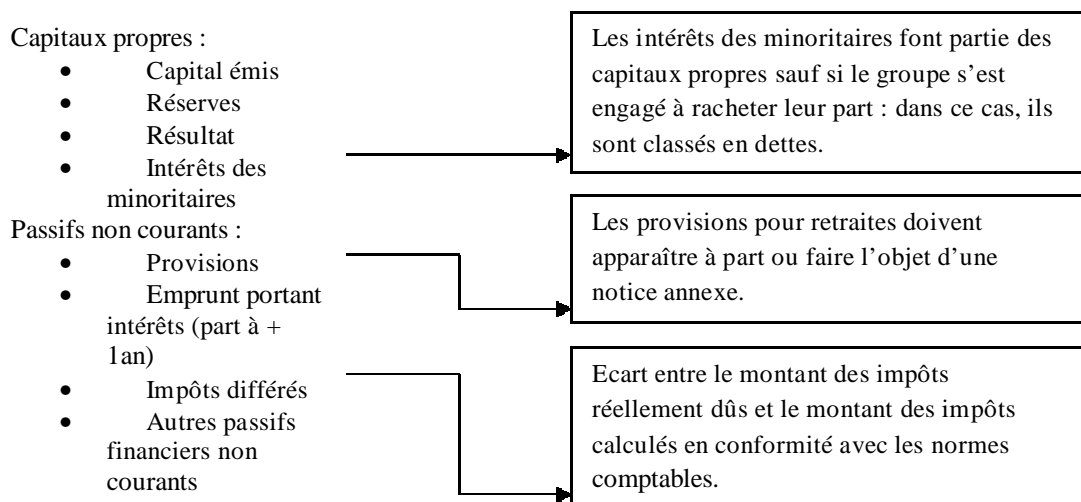 Capitaux propres :
• Capital émis
• Réserves
• Résultat
• Intérêts des
minoritaires
Passifs non courants :
• Provisions
• Emprunt portant
intérêts (part à +
1an)
• Impôts différés
• Autres passifs
financiers non
courants
Les intérêts des minoritaires font partie des
capitaux propres sauf si le groupe s’est
engagé à racheter leur part : dans ce cas, ils
sont classés en dettes.
Les provisions pour retraites doivent
apparaître à part ou faire l’objet d’une
notice annexe.
Ecart entre le montant des impôts
réellement dûs et le montant des impôts
calculés en conformité avec les normes
comptables.